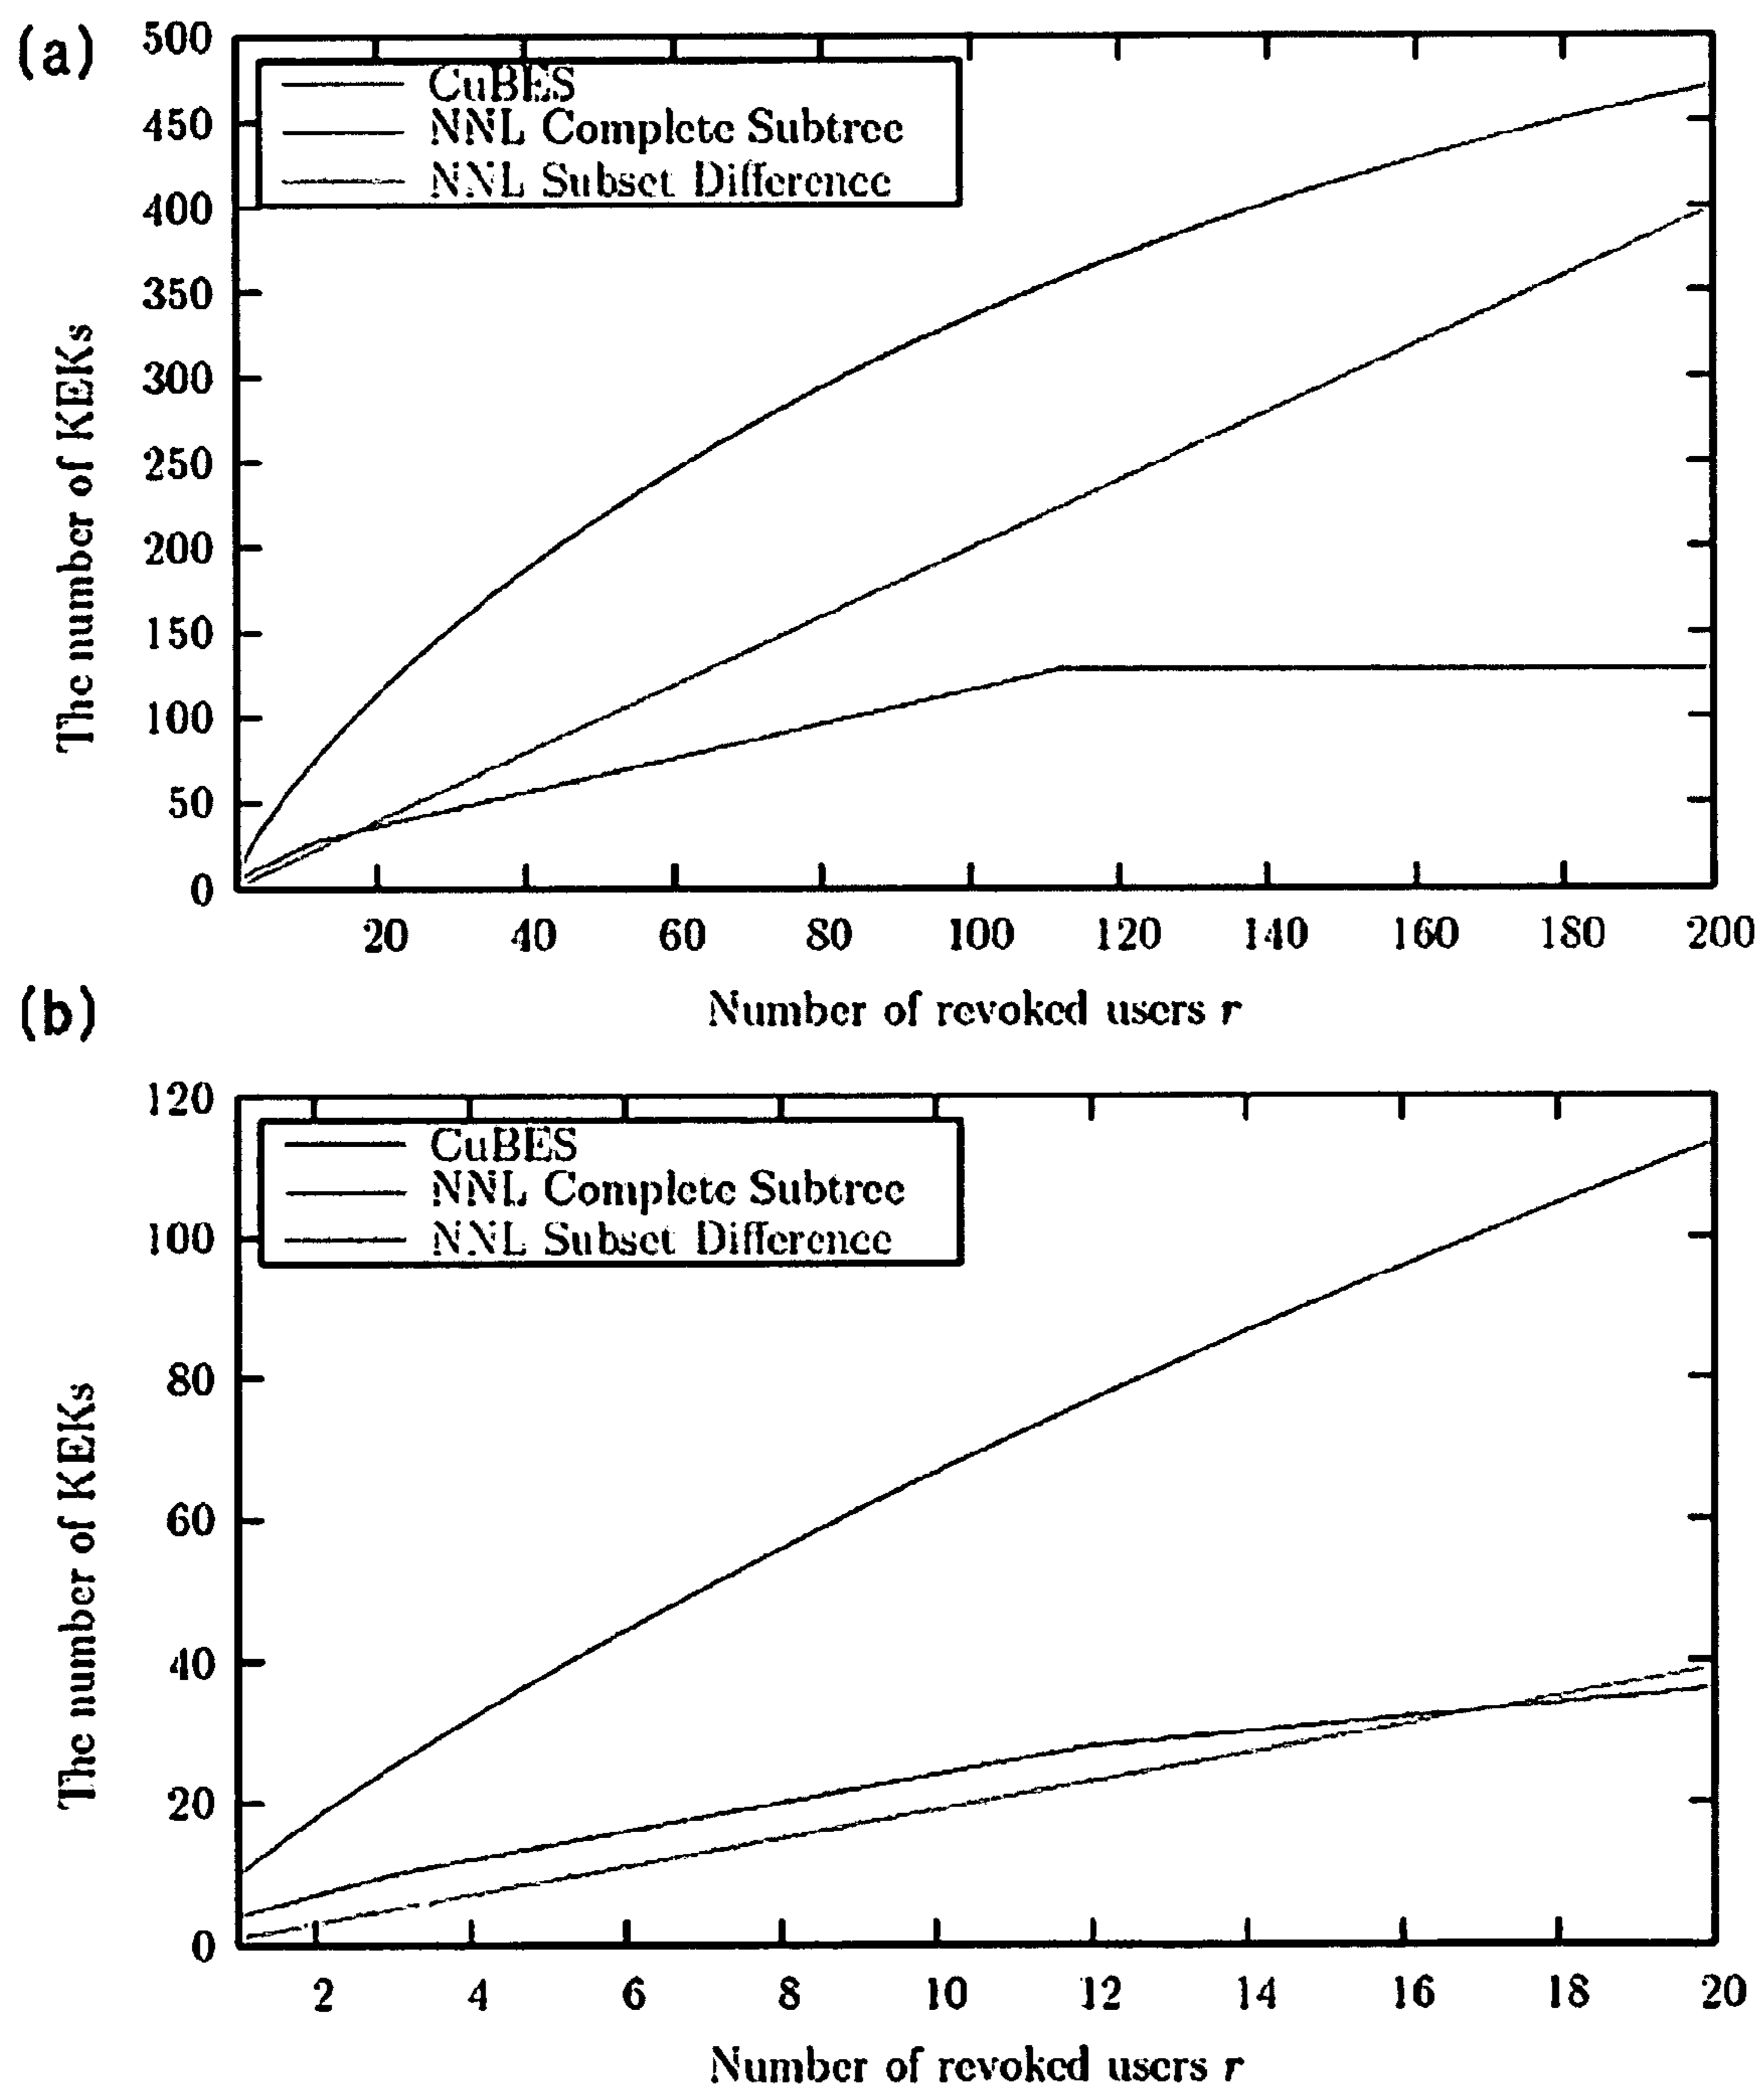 (a)
500
450
400
350
300
250
200
150
100
50
0
CuBES
NNL Complete Subtree
NNL Subset Difference
The number of KEKs
20 40 60 80 100 120 140 160 180 200
Number of revoked users r
(b)
120
100
80
60
40
20
0
CuBES
NNL Complete Subtree
NNL Subset Difference
The number of KEKs
2 4 6 8 10 12 14 16 18 20
Number of revoked users r